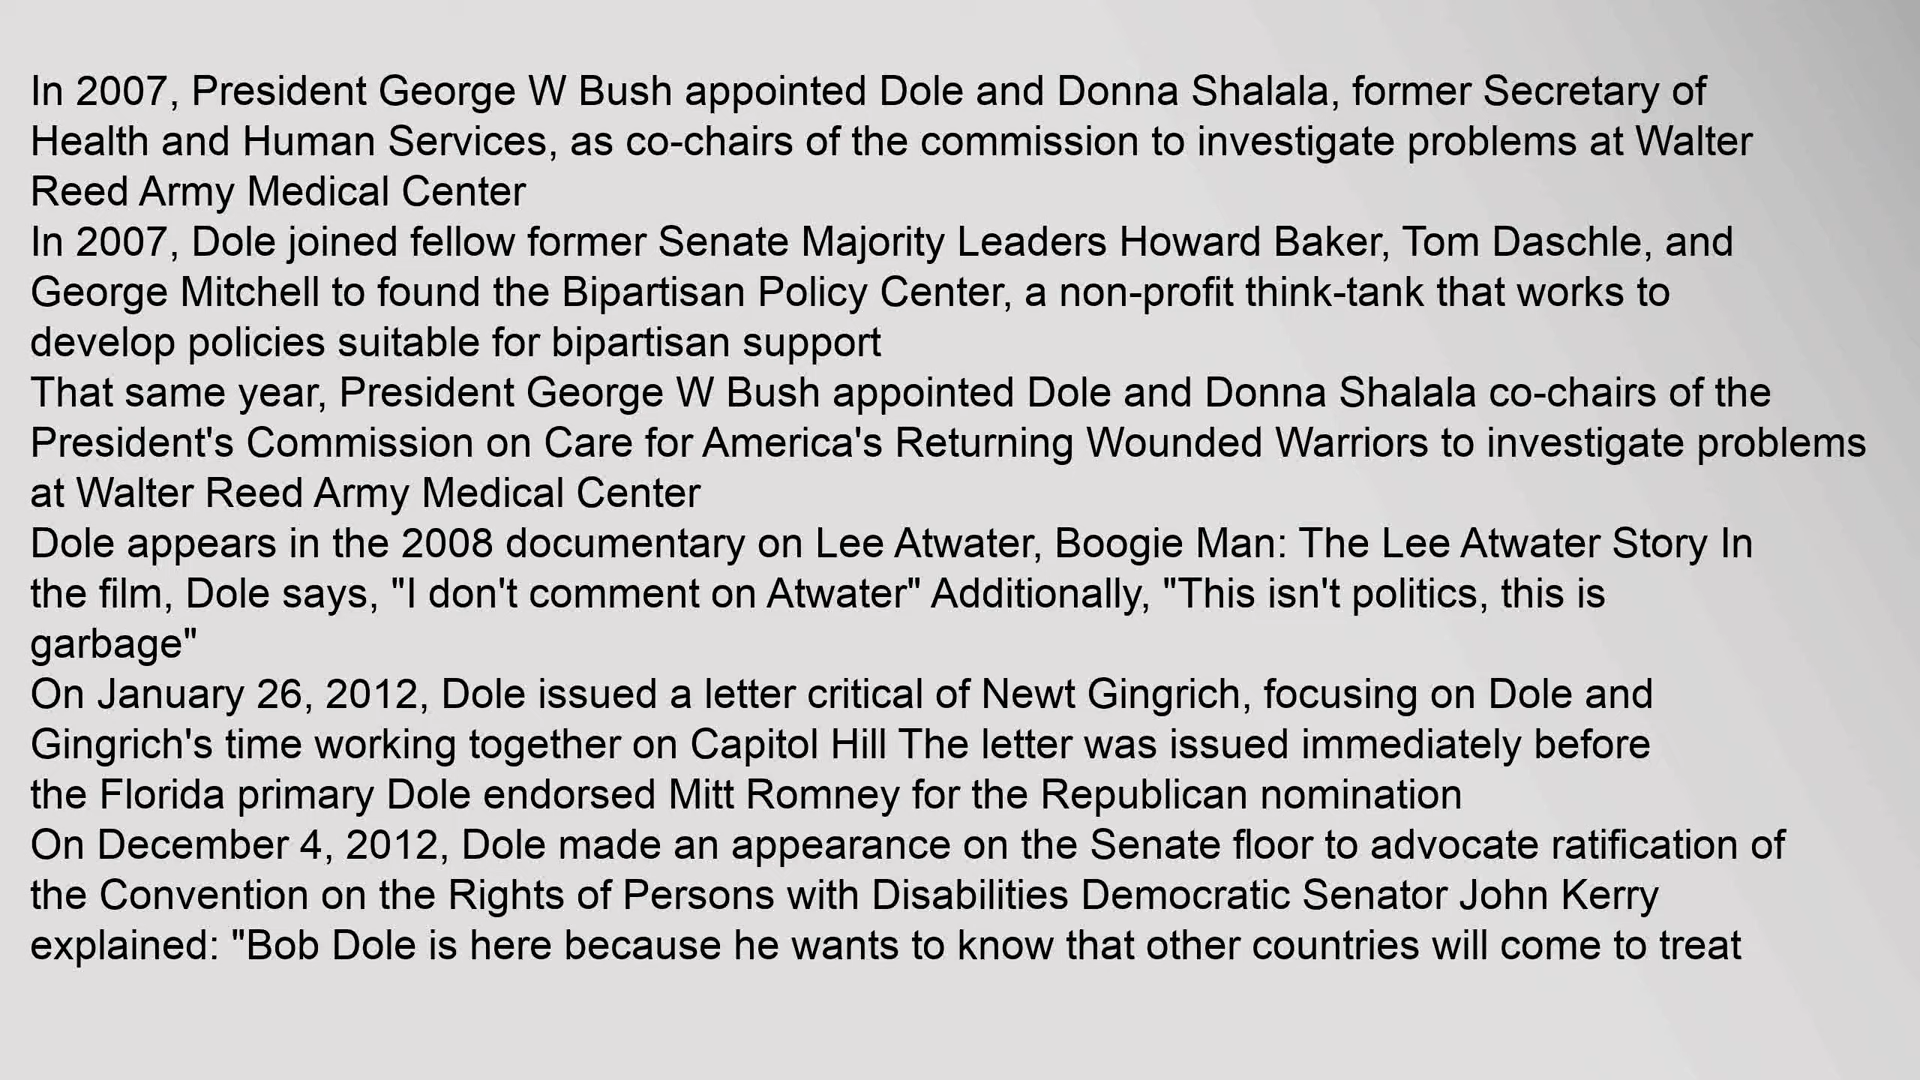 In 2007, President George W Bush appointed Dole and Donna Shalala, former Secretary of
Health and Human Services, as co-chairs of the commission to investigate problems at Walter
Reed Army Medical Center
In 2007, Dole joined fellow former Senate Majority Leaders Howard Baker, Tom Daschle, and
George Mitchell to found the Bipartisan Policy Center, a non-profit think-tank that works to
develop policies suitable for bipartisan support
That same year, President George W Bush appointed Dole and Donna Shalala co-chairs of the
President's Commission on Care for America's Returning Wounded Warriors to investigate problems
at Walter Reed Army Medical Center
Dole appears in the 2008 documentary on Lee Atwater, Boogie Man: The Lee Atwater Story In
the film, Dole says, "I don't comment on Atwater" Additionally, "This isn't politics, this is
garbage"
On January 26, 2012, Dole issued a letter critical of Newt Gingrich, focusing on Dole and
Gingrich's time working together on Capitol Hill The letter was issued immediately before
the Florida primary Dole endorsed Mitt Romney for the Republican nomination
On December 4, 2012, Dole made an appearance on the Senate floor to advocate ratification of
the Convention on the Rights of Persons with Disabilities Democratic Senator John Kerry
explained: "Bob Dole is here because he wants to know that other countries will come to treat